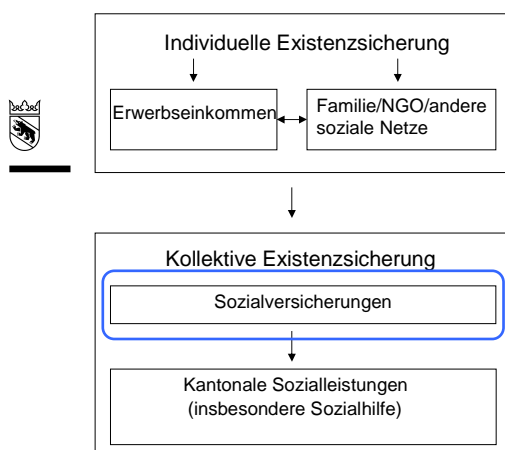 Individuelle Existenzsicherung
Erwerbseinkommen
Familie/NGO/andere
soziale Netze
Kollektive Existenzsicherung
Sozialversicherungen
Kantonale Sozialleistungen
(insbesondere Sozialhilfe)